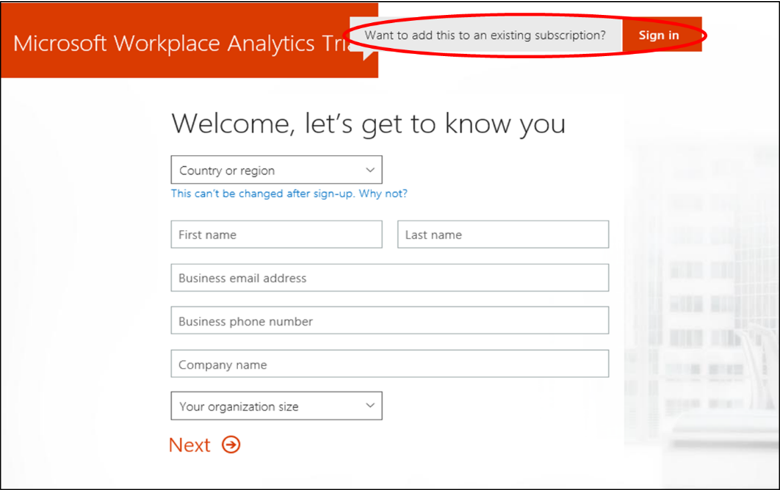 Microsoft Workplace Analytics Tri
Want to add this to an existing subscription?
Sign in
Welcome, let's get to know you
Country or region
This can't be changed after sign-up. Why not?
First name
Last name
Business email address
Business phone number
Company name
Your organization size
Next